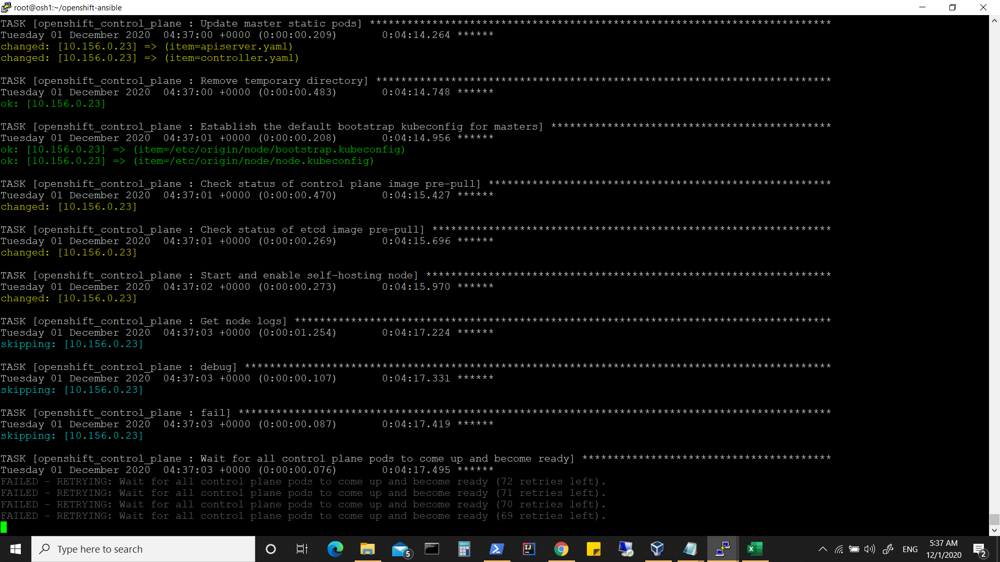 root@osh1:~/openshift-ansible
TASK [openshift_control_plane : Update master static pods] **************************************************************************
Tuesday 01 December 2020  04:37:00 +0000 (0:00:00.209)       0:04:14.264 ******
changed: [10.156.0.23] => (item=apiserver.yaml)
changed: [10.156.0.23] => (item=controller.yaml)
TASK [openshift_control_plane : Remove temporary directory] *************************************************************************
Tuesday 01 December 2020  04:37:00 +0000 (0:00:00.483)       0:04:14.748 ******
ok: [10.156.0.23]
TASK [openshift_control_plane : Establish the default bootstrap kubeconfig for masters] *********************************************
Tuesday 01 December 2020  04:37:01 +0000 (0:00:00.208)       0:04:14.956 ******
ok: [10.156.0.23] => (item=/etc/origin/node/bootstrap.kubeconfig)
ok: [10.156.0.23] => (item=/etc/origin/node/node.kubeconfig)
TASK [openshift_control_plane : Check status of control plane image pre-pull] *******************************************************
Tuesday 01 December 2020  04:37:01 +0000 (0:00:00.470)       0:04:15.427 ******
changed: [10.156.0.23]
TASK [openshift_control_plane : Check status of etcd image pre-pull] ****************************************************************
Tuesday 01 December 2020  04:37:01 +0000 (0:00:00.269)       0:04:15.696 ******
changed: [10.156.0.23]
TASK [openshift_control_plane : Start and enable self-hosting node] *****************************************************************
Tuesday 01 December 2020  04:37:02 +0000 (0:00:00.273)       0:04:15.970 ******
changed: [10.156.0.23]
TASK [openshift_control_plane : Get node logs] **************************************************************************************
Tuesday 01 December 2020  04:37:03 +0000 (0:00:01.254)       0:04:17.224 ******
skipping: [10.156.0.23]
TASK [openshift_control_plane : debug] **********************************************************************************************
Tuesday 01 December 2020  04:37:03 +0000 (0:00:00.107)       0:04:17.331 ******
skipping: [10.156.0.23]
TASK [openshift_control_plane : fail] ***********************************************************************************************
Tuesday 01 December 2020  04:37:03 +0000 (0:00:00.087)       0:04:17.419 ******
skipping: [10.156.0.23]
TASK [openshift_control_plane : Wait for all control plane pods to come up and become ready] ****************************************
Tuesday 01 December 2020  04:37:03 +0000 (0:00:00.076)       0:04:17.495 ******
FAILED - RETRYING: Wait for all control plane pods to come up and become ready (72 retries left).
FAILED - RETRYING: Wait for all control plane pods to come up and become ready (71 retries left).
FAILED - RETRYING: Wait for all control plane pods to come up and become ready (70 retries left).
FAILED - RETRYING: Wait for all control plane pods to come up and become ready (69 retries left).
Type here to search
5
ENG
5:37 AM
12/1/2020
2